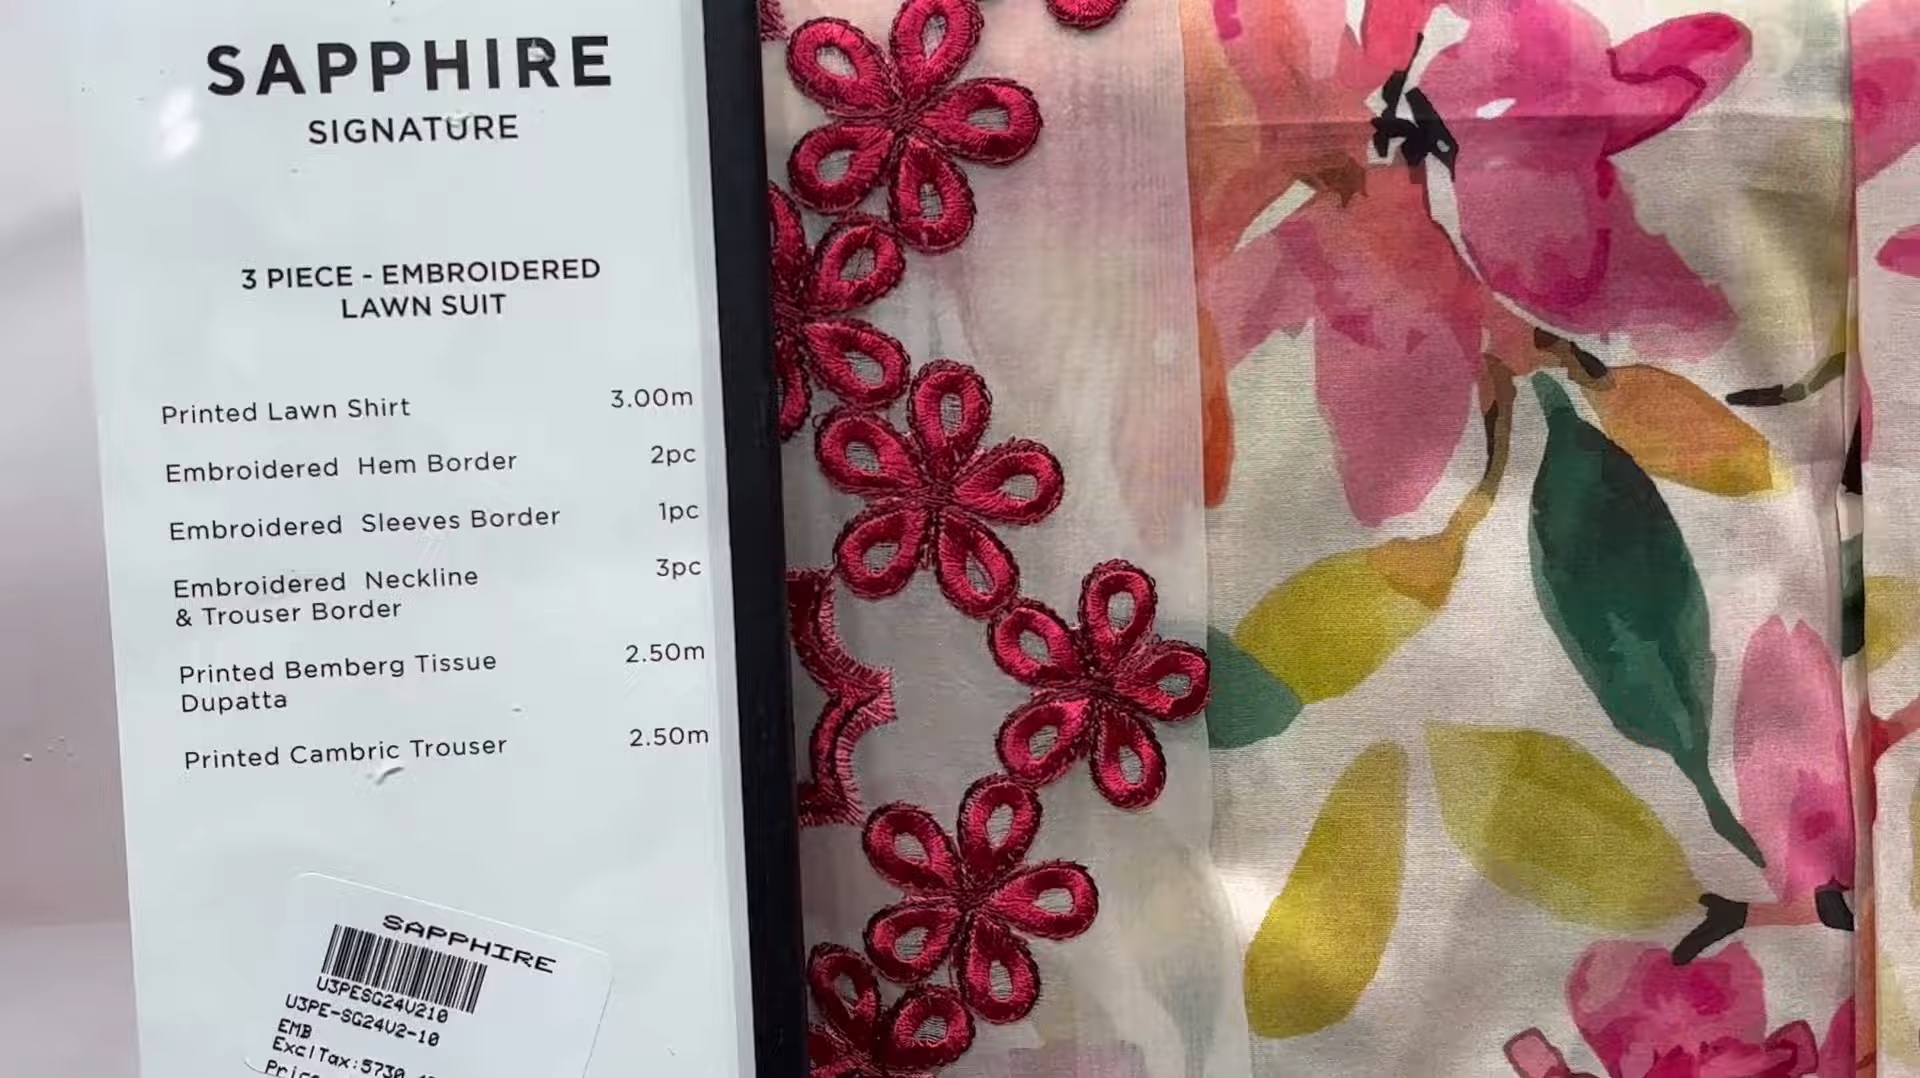 SAPPHIRE
SIGNATURE
3 PIECE - EMBROIDERED
LAWN SUIT
Printed Lawn Shirt 3.00m
Embroidered Hem Border 2pc
Embroidered Sleeves Border 1pc
Embroidered Neckline 3pc
& Trouser Border
Printed Bemberg Tissue 2.50m
Dupatta
Printed Cambric Trouser 2.50m
SAPPHIRE
U3PESG24V210
U3PE-SG24V2-10
EMB
ExclTax:5730